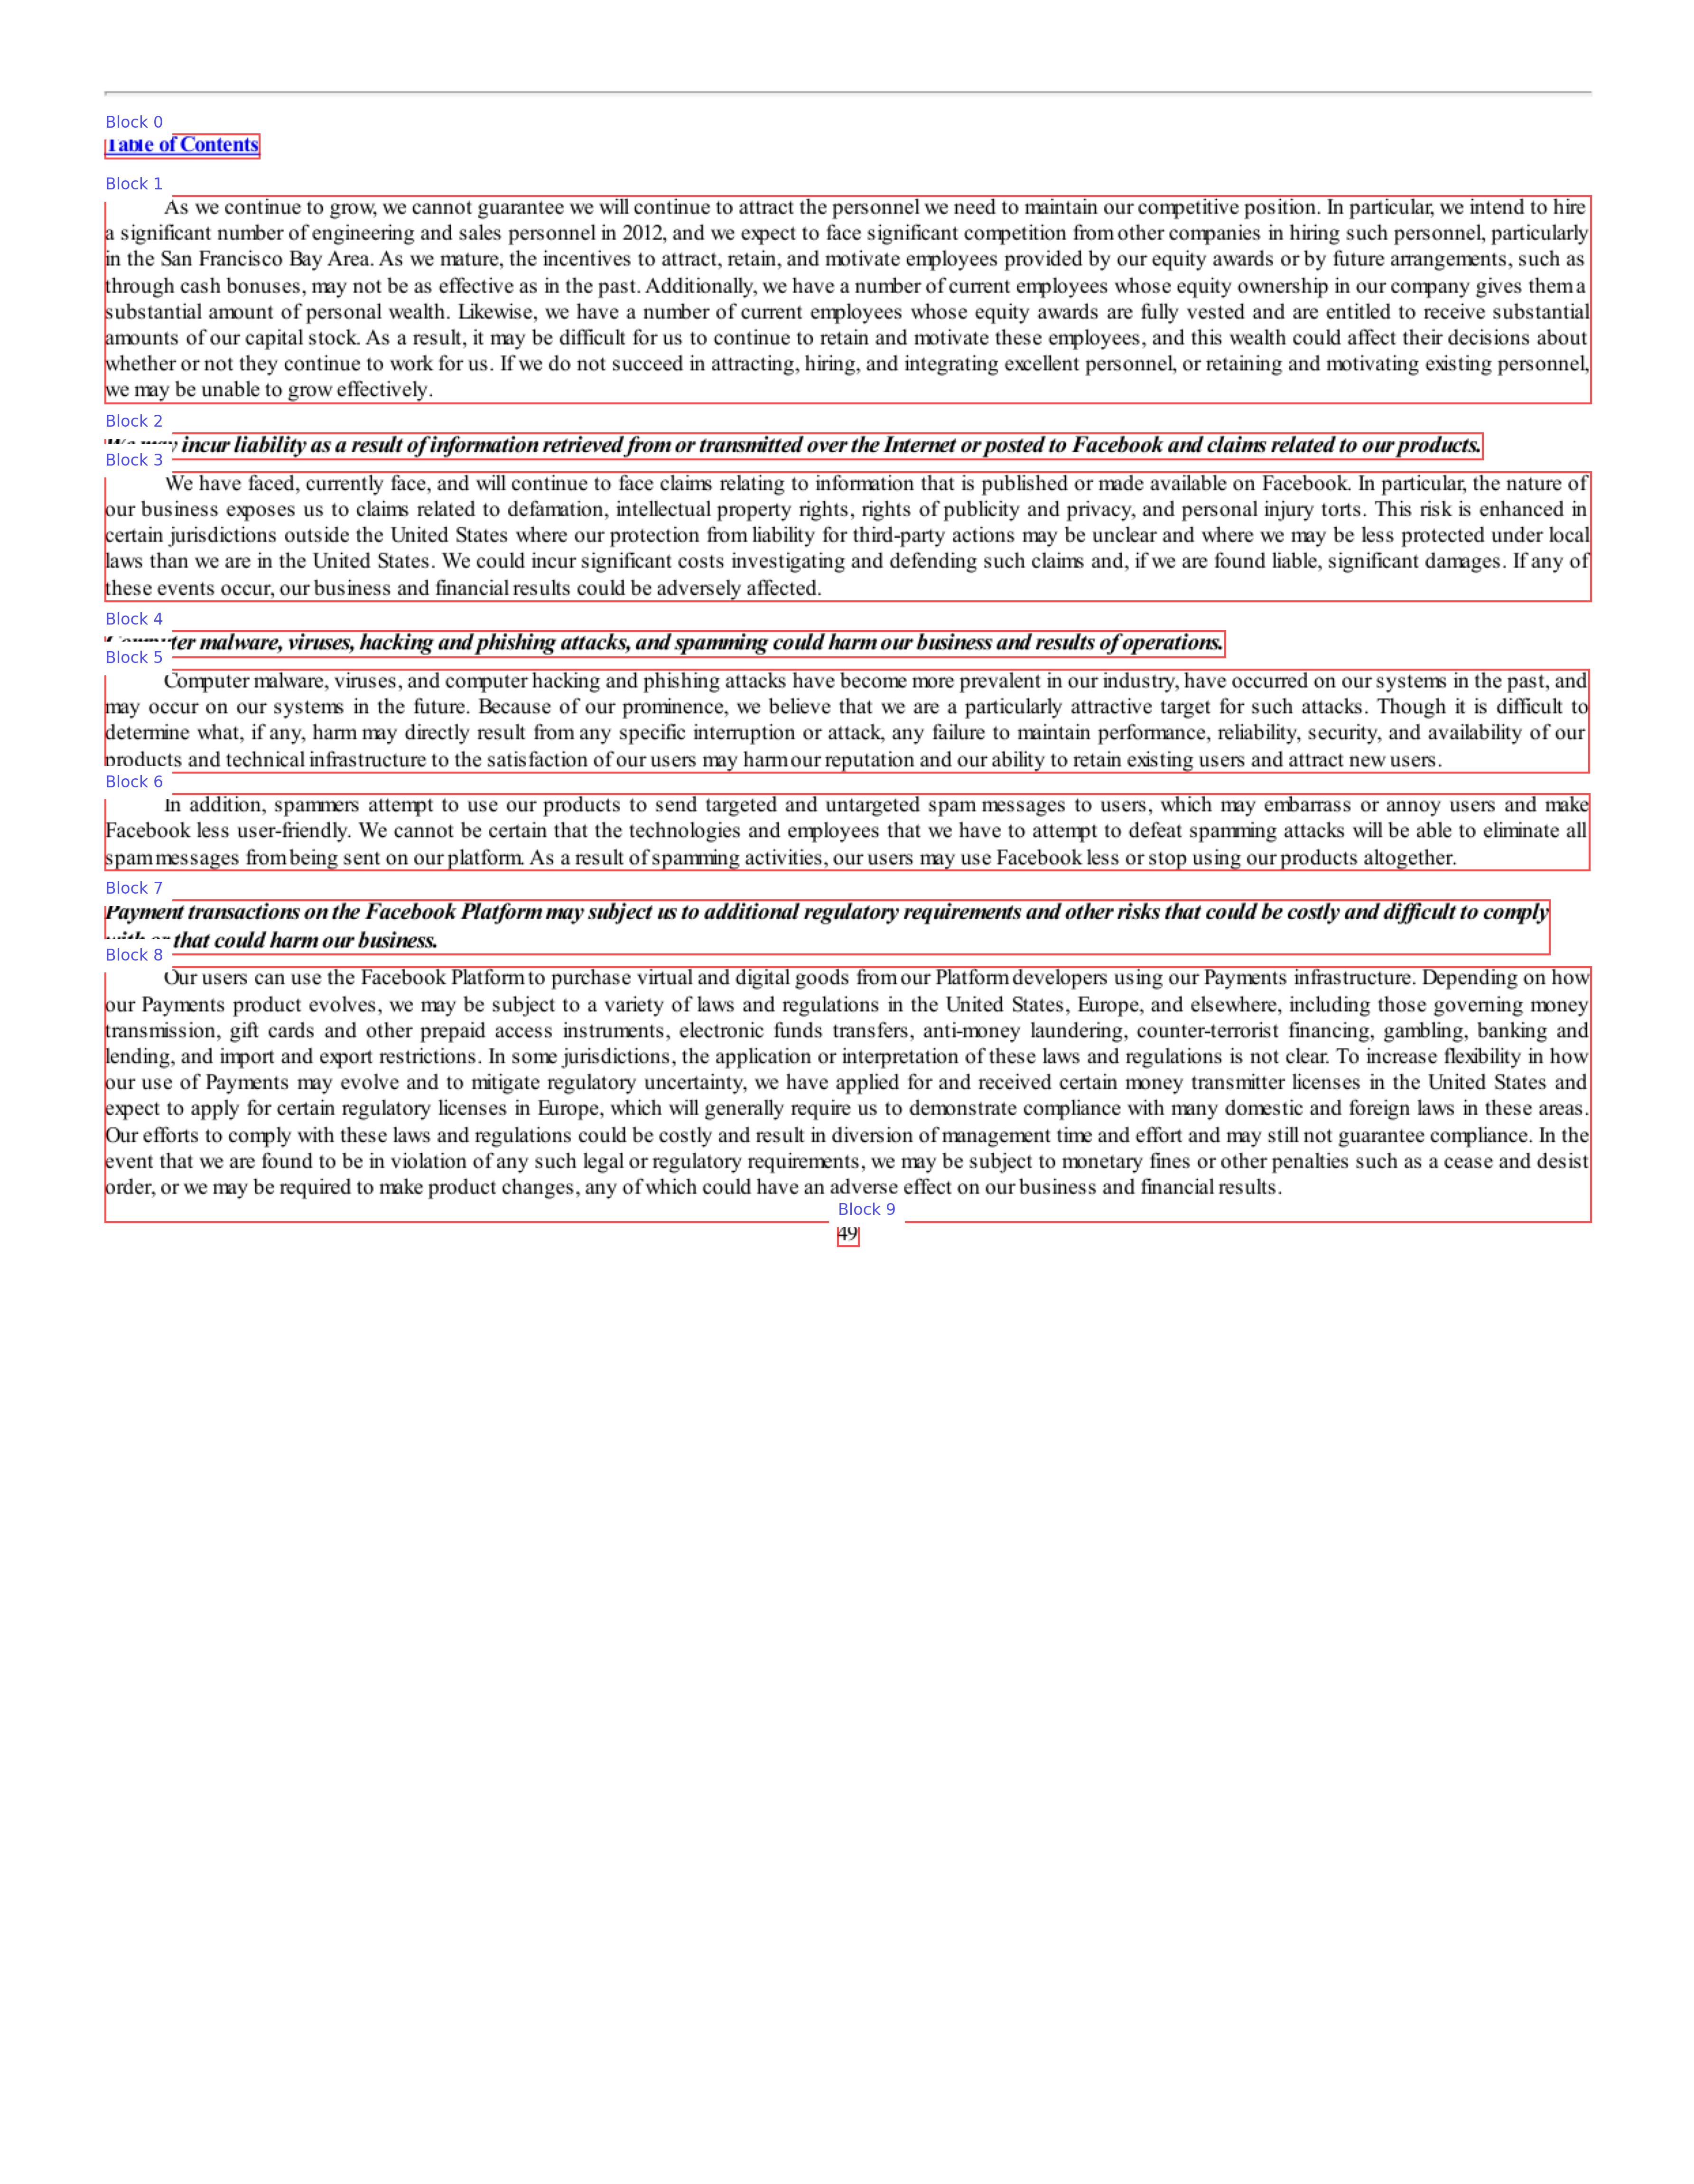 Block 0
Table of Contents
Block 1
As we continue to grow, we cannot guarantee we will continue to attract the personnel we need to maintain our competitive position. In particular, we intend to hire
a significant number of engineering and sales personnel in 2012, and we expect to face significant competition from other companies in hiring such personnel, particularly
in the San Francisco Bay Area. As we mature, the incentives to attract, retain, and motivate employees provided by our equity awards or by future arrangements, such as
through cash bonuses, may not be as effective as in the past. Additionally, we have a number of current employees whose equity ownership in our company gives them a
substantial amount of personal wealth. Likewise, we have a number of current employees whose equity awards are fully vested and are entitled to receive substantial
amounts of our capital stock. As a result, it may be difficult for us to continue to retain and motivate these employees, and this wealth could affect their decisions about
whether or not they continue to work for us. If we do not succeed in attracting, hiring, and integrating excellent personnel, or retaining and motivating existing personnel,
we may be unable to grow effectively.
Block 2
incur liability as a result of information retrieved from or transmitted over the Internet or posted to Facebook and claims related to our products.
Block 3
We have faced, currently face, and will continue to face claims relating to information that is published or made available on Facebook. In particular, the nature of
our business exposes us to claims related to defamation, intellectual property rights, rights of publicity and privacy, and personal injury torts. This risk is enhanced in
certain jurisdictions outside the United States where our protection from liability for third-party actions may be unclear and where we may be less protected under local
laws than we are in the United States. We could incur significant costs investigating and defending such claims and, if we are found liable, significant damages. If any of
these events occur, our business and financial results could be adversely affected.
Block 4
malware, viruses, hacking and phishing attacks, and spamming could harm our business and results of operations.
Block 5
Computer malware, viruses, and computer hacking and phishing attacks have become more prevalent in our industry, have occurred on our systems in the past, and
may occur on our systems in the future. Because of our prominence, we believe that we are a particularly attractive target for such attacks. Though it is difficult to
determine what, if any, harm may directly result from any specific interruption or attack, any failure to maintain performance, reliability, security, and availability of our
products and technical infrastructure to the satisfaction of our users may harm our reputation and our ability to retain existing users and attract new users.
Block 6
In addition, spammers attempt to use our products to send targeted and untargeted spam messages to users, which may embarrass or annoy users and make
Facebook less user-friendly. We cannot be certain that the technologies and employees that we have to attempt to defeat spamming attacks will be able to eliminate all
spam messages from being sent on our platform. As a result of spamming activities, our users may use Facebook less or stop using our products altogether.
Block 7
Payment transactions on the Facebook Platform may subject us to additional regulatory requirements and other risks that could be costly and difficult to comply
that could harm our business.
Block 8
Our users can use the Facebook Platform to purchase virtual and digital goods from our Platform developers using our Payments infrastructure. Depending on how
our Payments product evolves, we may be subject to a variety of laws and regulations in the United States, Europe, and elsewhere, including those governing money
transmission, gift cards and other prepaid access instruments, electronic funds transfers, anti-money laundering, counter-terrorist financing, gambling, banking and
lending, and import and export restrictions. In some jurisdictions, the application or interpretation of these laws and regulations is not clear. To increase flexibility in how
our use of Payments may evolve and to mitigate regulatory uncertainty, we have applied for and received certain money transmitter licenses in the United States and
expect to apply for certain regulatory licenses in Europe, which will generally require us to demonstrate compliance with many domestic and foreign laws in these areas.
Our efforts to comply with these laws and regulations could be costly and result in diversion of management time and effort and may still not guarantee compliance. In the
event that we are found to be in violation of any such legal or regulatory requirements, we may be subject to monetary fines or other penalties such as a cease and desist
order, or we may be required to make product changes, any of which could have an adverse effect on our business and financial results.
Block 9
49